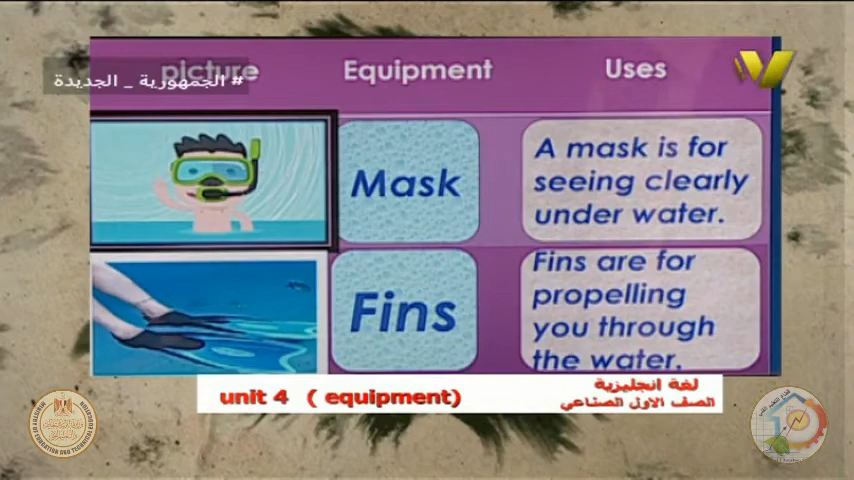 picture Equipment Uses
#الجمهورية _ الجديدة
Mask
A mask is for
seeing clearly
under water.
Fins
Fins are for
propelling
you through
the water.
unit 4 ( equipment)
لغة انجليزية
الصف الاول الصناعي